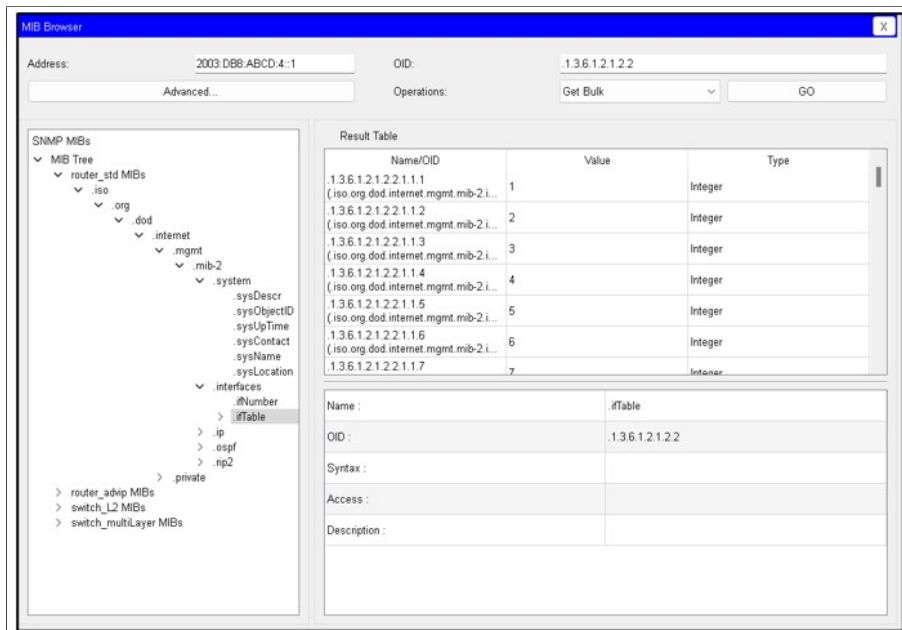 MIB Browser X
Address: 2003:DB8:ABCD:4::1 OID: .1.3.6.1.2.1.2.2
Advanced... Operations: Get Bulk GO
SNMP MIBs
MIB Tree
router_std MIBs
.iso
.org
.dod
.internet
.mgmt
.mib-2
.system
.sysDescr
.sysObjectID
.sysUpTime
.sysContact
.sysName
.sysLocation
.interfaces
.ifNumber
.ifTable
.ip
.ospf
.rip2
.private
router_advip MIBs
switch_L2 MIBs
switch_multiLayer MIBs
Result Table
Name/OID Value Type
.1.3.6.1.2.1.2.2.1.1.1
(.iso.org.dod.internet.mgmt.mib-2.i... 1 Integer
.1.3.6.1.2.1.2.2.1.1.2
(.iso.org.dod.internet.mgmt.mib-2.i... 2 Integer
.1.3.6.1.2.1.2.2.1.1.3
(.iso.org.dod.internet.mgmt.mib-2.i... 3 Integer
.1.3.6.1.2.1.2.2.1.1.4
(.iso.org.dod.internet.mgmt.mib-2.i... 4 Integer
.1.3.6.1.2.1.2.2.1.1.5
(.iso.org.dod.internet.mgmt.mib-2.i... 5 Integer
.1.3.6.1.2.1.2.2.1.1.6
(.iso.org.dod.internet.mgmt.mib-2.i... 6 Integer
.1.3.6.1.2.1.2.2.1.1.7 7 Integer
Name : .ifTable
OID : .1.3.6.1.2.1.2.2
Syntax :
Access :
Description :